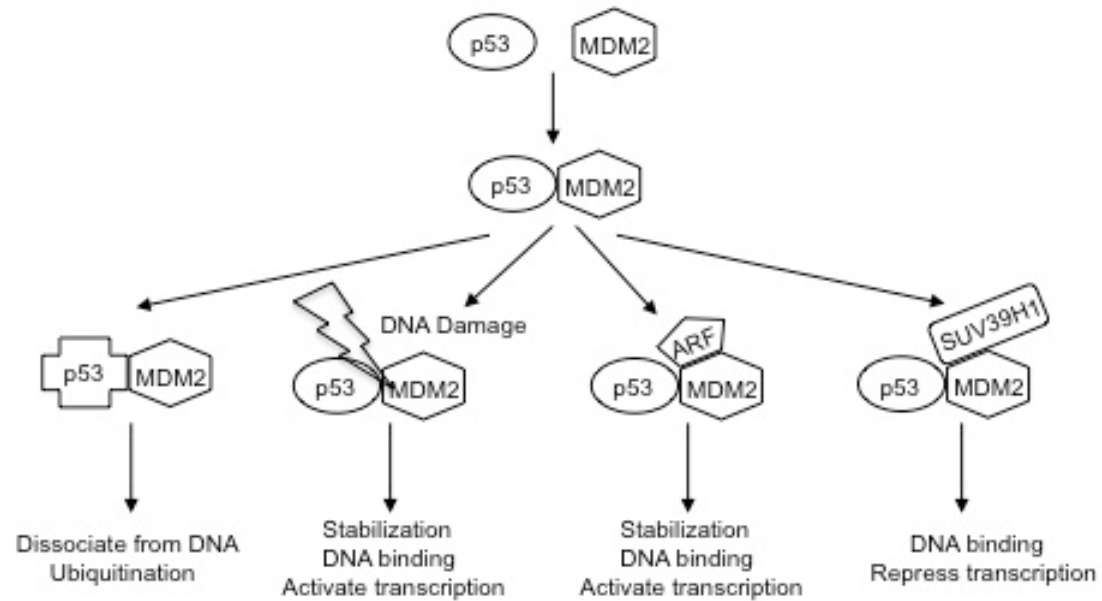 p53 MDM2
p53 MDM2
DNA Damage
ARF
SUV39H1
p53 MDM2
p53 MDM2
p53 MDM2
p53 MDM2
Dissociate from DNA
Ubiquitination
Stabilization
DNA binding
Activate transcription
Stabilization
DNA binding
Activate transcription
DNA binding
Repress transcription